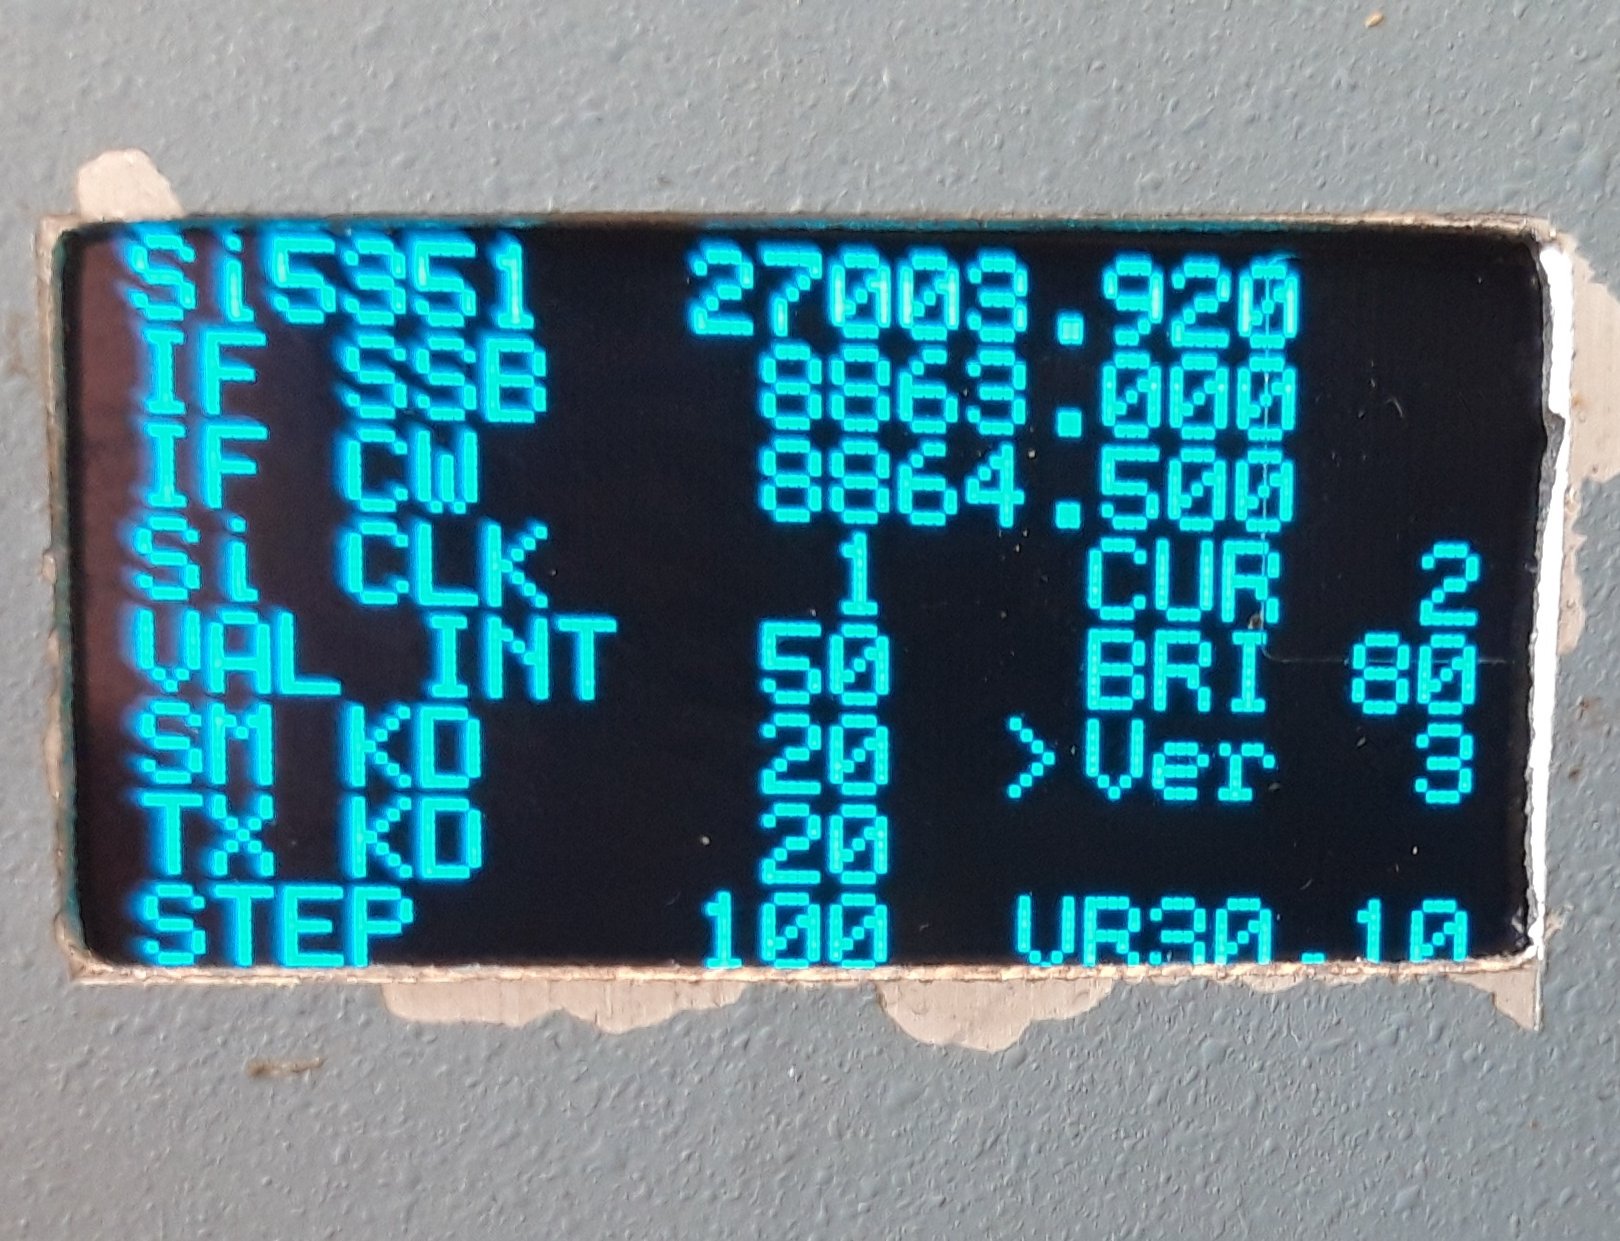 Si5351 27003.920
IF SSB 8863.000
IF CW 8864.500
Si CLK 1 CUR 2
VAL INT 50 BRI 80
SM KD 20 >Ver 3
TX KD 20
STEP 100 VR30.10